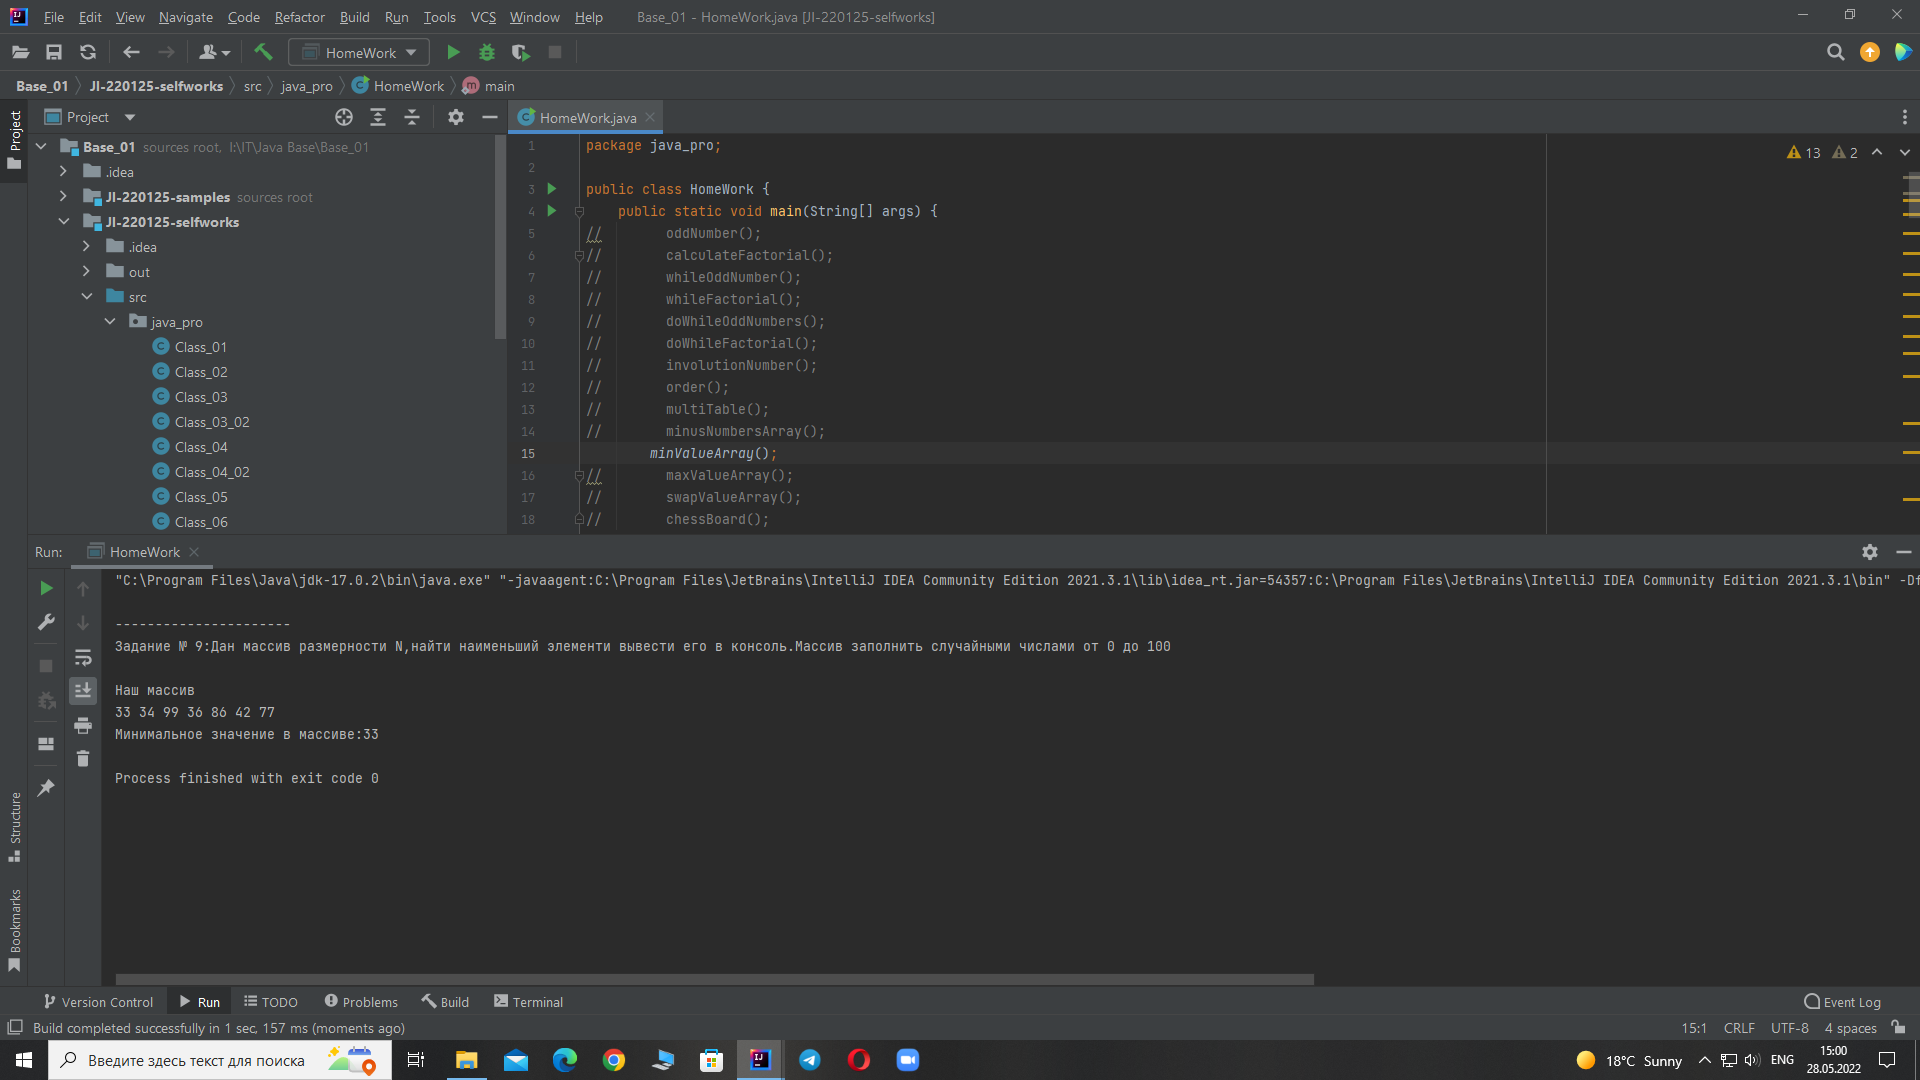 File Edit View Navigate Code Refactor Build Run Tools VCS Window Help Base_01 - HomeWork.java [JI-220125-selfworks]
HomeWork
Base_01 JI-220125-selfworks src java_pro HomeWork main
Project
Project
HomeWork.java
Base_01 sources root, I:\IT\Java Base\Base_01
.idea
JI-220125-samples sources root
JI-220125-selfworks
.idea
out
src
java_pro
Class_01
Class_02
Class_03
Class_03_02
Class_04
Class_04_02
Class_05
Class_06
13 2
1 package java_pro;
2
3 public class HomeWork {
4 public static void main(String[] args) {
5 // oddNumber();
6 // calculateFactorial();
7 // whileOddNumber();
8 // whileFactorial();
9 // doWhileOddNumbers();
10 // doWhileFactorial();
11 // involutionNumber();
12 // order();
13 // multiTable();
14 // minusNumbersArray();
15 minValueArray();
16 // maxValueArray();
17 // swapValueArray();
18 // chessBoard();
Run: HomeWork
"C:\Program Files\Java\jdk-17.0.2\bin\java.exe" "-javaagent:C:\Program Files\JetBrains\IntelliJ IDEA Community Edition 2021.3.1\lib\idea_rt.jar=54357:C:\Program Files\JetBrains\IntelliJ IDEA Community Edition 2021.3.1\bin" -Df
----------------------
Задание № 9:Дан массив размерности N,найти наименьший элементи вывести его в консоль.Массив заполнить случайными числами от 0 до 100
Наш массив
33 34 99 36 86 42 77
Минимальное значение в массиве:33
Process finished with exit code 0
Structure
Bookmarks
Version Control Run TODO Problems Build Terminal Event Log
Build completed successfully in 1 sec, 157 ms (moments ago) 15:1 CRLF UTF-8 4 spaces
Введите здесь текст для поиска
18°C Sunny ENG
15:00
28.05.2022